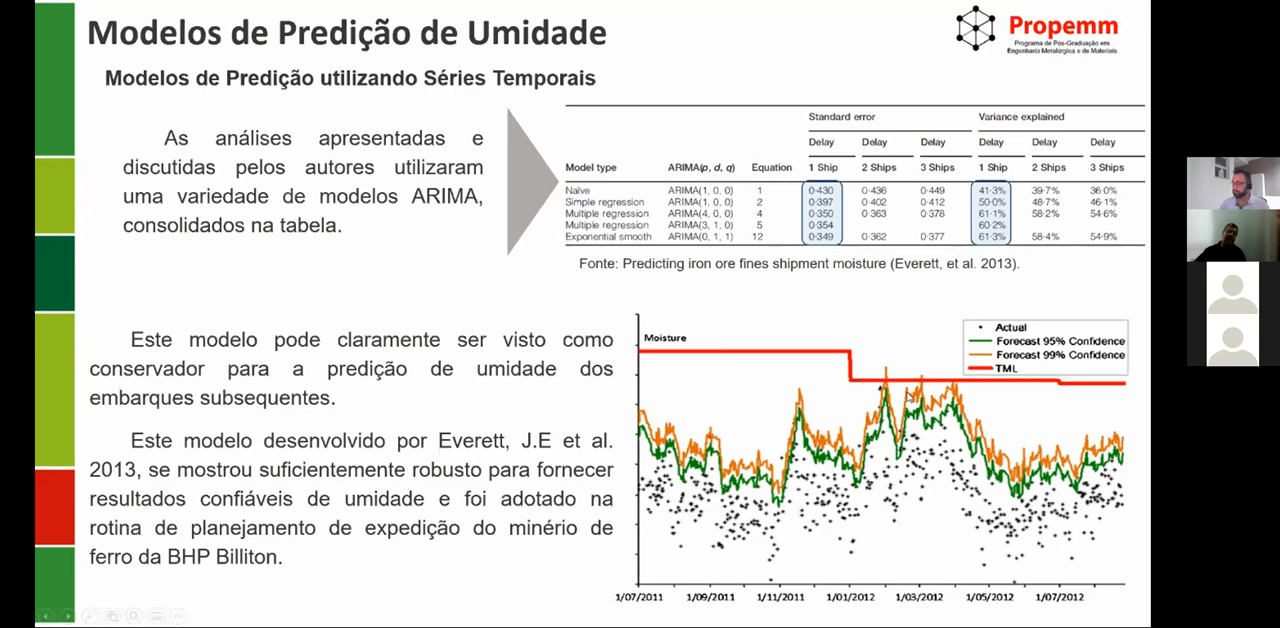 Modelos de Predição de Umidade
Propemm
Programa de Pós-Graduação em
Engenharia Metalúrgica e de Materiais
Modelos de Predição utilizando Séries Temporais
As análises apresentadas e
discutidas pelos autores utilizaram
uma variedade de modelos ARIMA,
consolidados na tabela.
Standard error Variance explained
Delay Delay Delay Delay Delay Delay
Model type ARIMA(p, d, q) Equation 1 Ship 2 Ships 3 Ships 1 Ship 2 Ships 3 Ships
Naïve ARIMA(1, 0, 0) 1 0·430 0·436 0·449 41·3% 39·7% 36·0%
Simple regression ARIMA(1, 0, 0) 2 0·397 0·402 0·412 50·0% 48·7% 46·1%
Multiple regression ARIMA(4, 0, 0) 4 0·350 0·363 0·378 61·1% 58·2% 54·6%
Multiple regression ARIMA(3, 1, 0) 5 0·354 60·2%
Exponential smooth ARIMA(0, 1, 1) 12 0·349 0·362 0·377 61·3% 58·4% 54·9%
Fonte: Predicting iron ore fines shipment moisture (Everett, et al. 2013).
Este modelo pode claramente ser visto como
conservador para a predição de umidade dos
embarques subsequentes.
Este modelo desenvolvido por Everett, J.E et al.
2013, se mostrou suficientemente robusto para fornecer
resultados confiáveis de umidade e foi adotado na
rotina de planejamento de expedição do minério de
ferro da BHP Billiton.
Moisture
Actual
Forecast 95% Confidence
Forecast 99% Confidence
TML
1/07/2011 1/09/2011 1/11/2011 1/01/2012 1/03/2012 1/05/2012 1/07/2012